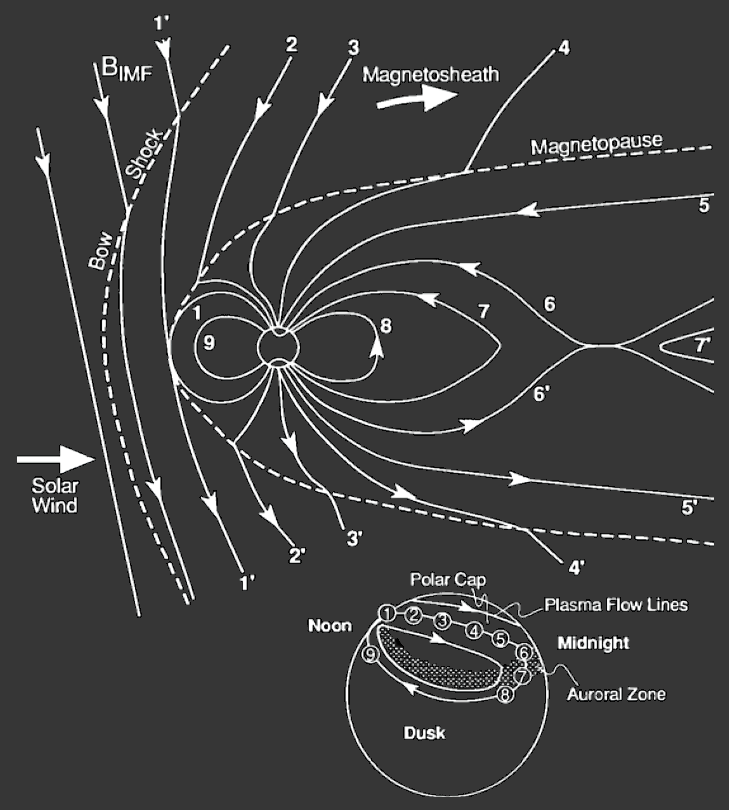 1'
2
3
4
B IMF
Magnetosheath
Shock
Magnetopause
Bow
5
6
1
7
8
9
7'
6'
Solar
Wind
5'
3'
2'
1'
4'
Polar Cap
Plasma Flow Lines
Noon
1 2 3 4 5 6
Midnight
9
7
8
Auroral Zone
Dusk